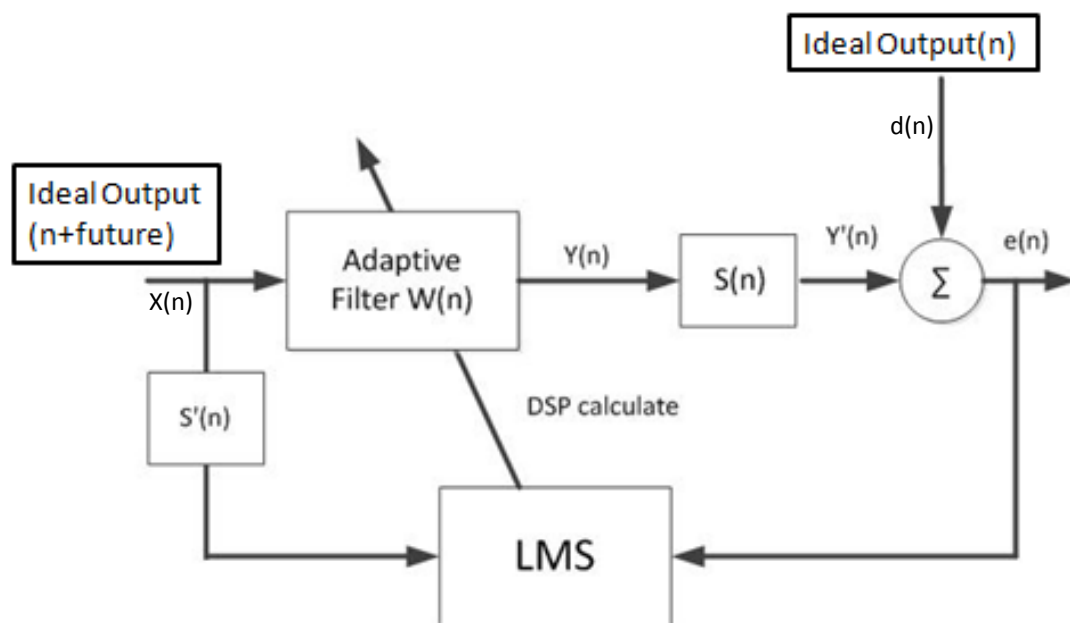 Ideal Output(n)
d(n)
Ideal Output
(n+future)
X(n)
Adaptive
Filter W(n)
Y(n)
S(n)
Y'(n)
Σ
e(n)
S'(n)
DSP calculate
LMS